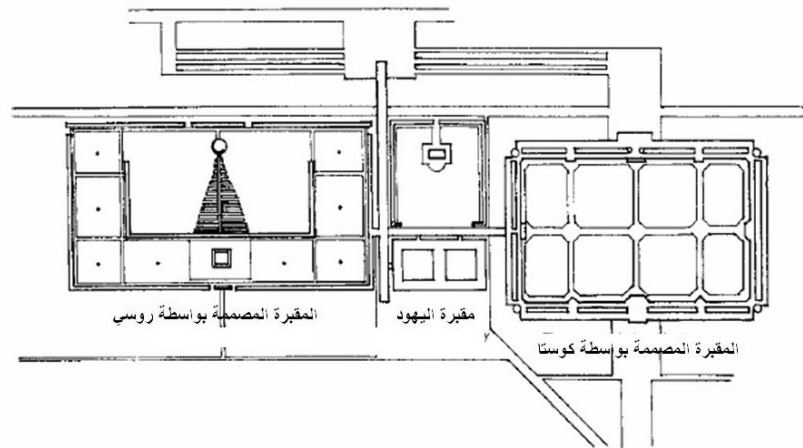 المقبرة المصممة بواسطة روسي
مقبرة اليهود
المقبرة المصممة بواسطة كوستا